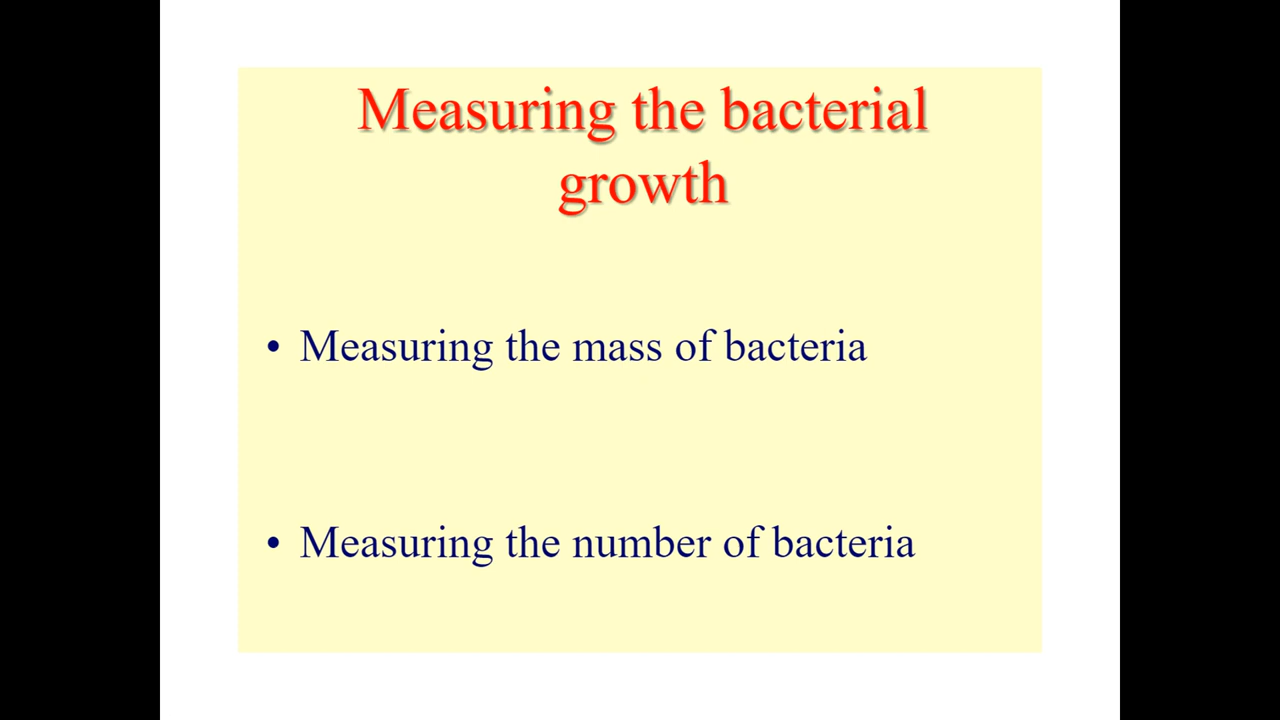 Measuring the bacterial
growth
• Measuring the mass of bacteria
• Measuring the number of bacteria